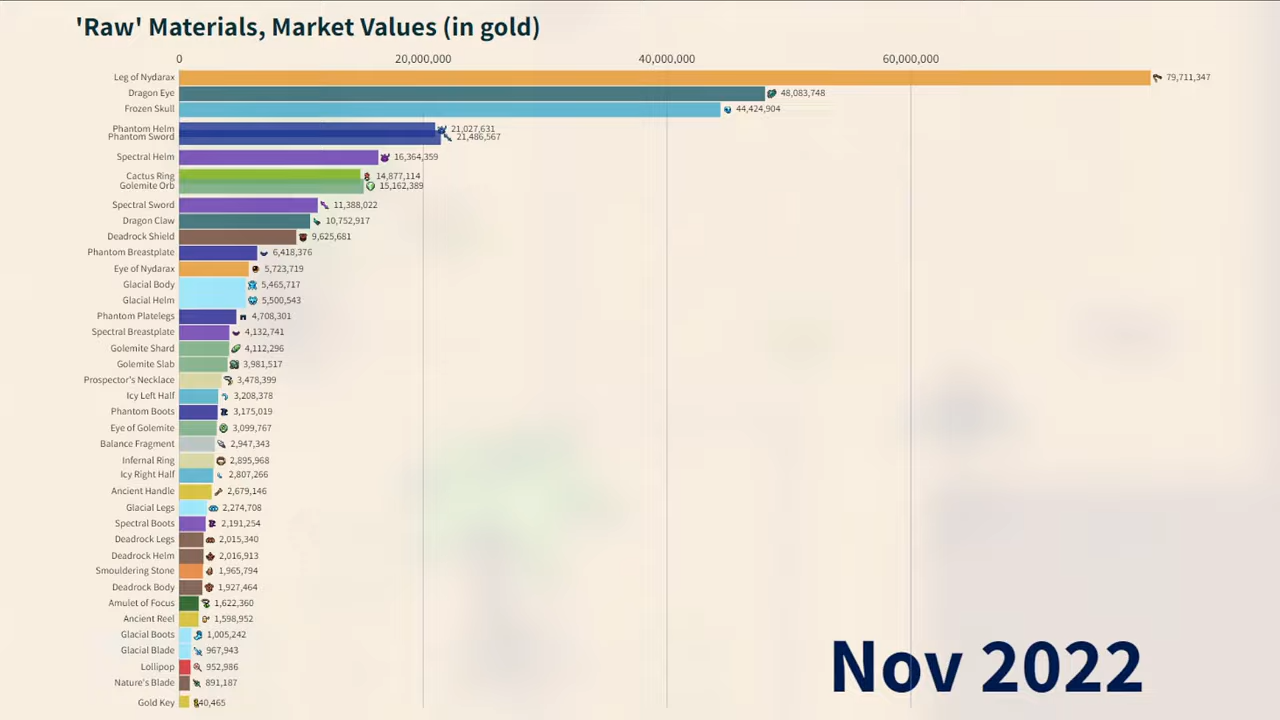 'Raw' Materials, Market Values (in gold)
0 20,000,000 40,000,000 60,000,000
Leg of Nydarax 79,711,347
Dragon Eye 48,083,748
Frozen Skull 44,424,904
Phantom Helm 21,027,631
Phantom Sword 21,486,567
Spectral Helm 16,364,359
Cactus Ring 14,877,114
Golemite Orb 15,162,389
Spectral Sword 11,388,022
Dragon Claw 10,752,917
Deadrock Shield 9,625,681
Phantom Breastplate 6,418,376
Eye of Nydarax 5,723,719
Glacial Body 5,465,717
Glacial Helm 5,500,543
Phantom Platelegs 4,708,301
Spectral Breastplate 4,132,741
Golemite Shard 4,112,296
Golemite Slab 3,981,517
Prospector's Necklace 3,478,399
Icy Left Half 3,208,378
Phantom Boots 3,175,019
Eye of Golemite 3,099,767
Balance Fragment 2,947,343
Infernal Ring 2,895,968
Icy Right Half 2,807,266
Ancient Handle 2,679,146
Glacial Legs 2,274,708
Spectral Boots 2,191,254
Deadrock Legs 2,015,340
Deadrock Helm 2,016,913
Smouldering Stone 1,965,794
Deadrock Body 1,927,464
Amulet of Focus 1,622,360
Ancient Reel 1,598,952
Glacial Boots 1,005,242
Glacial Blade 967,943
Lollipop 952,986
Nature's Blade 891,187
Gold Key
Nov 2022